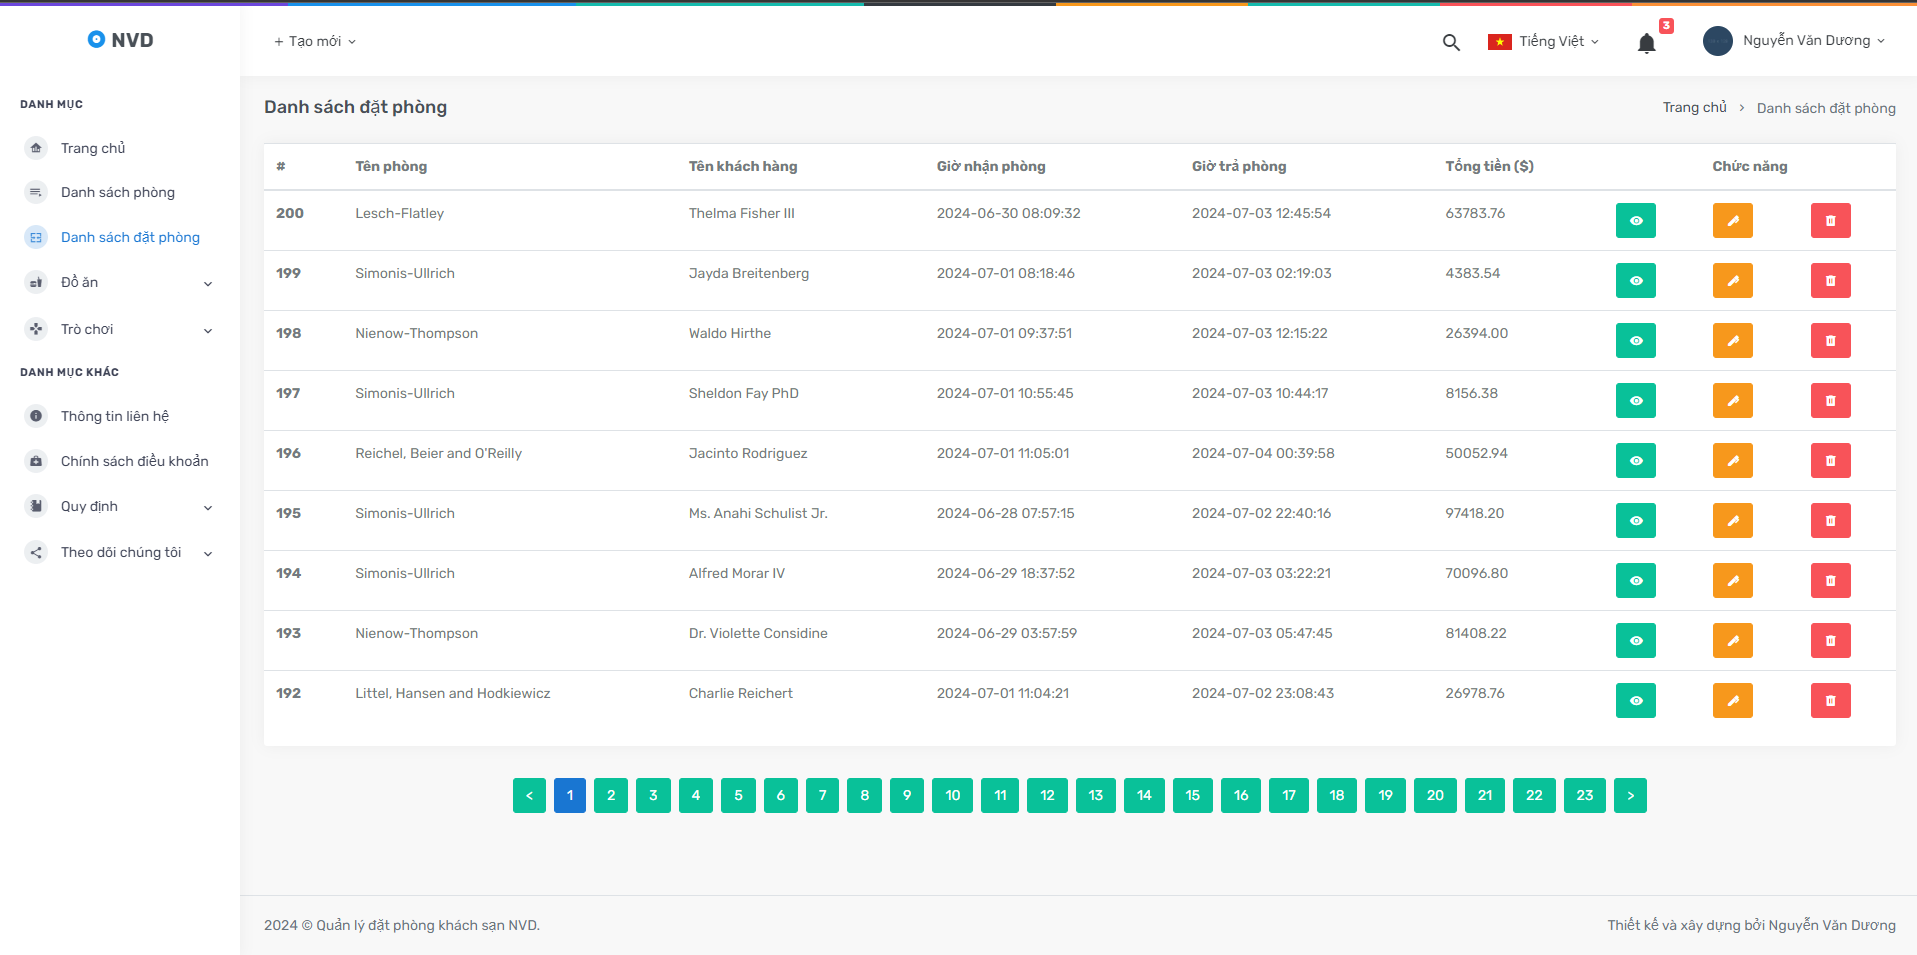 NVD
+ Tạo mới
Tiếng Việt
3
Nguyễn Văn Dương
DANH MỤC
Trang chủ
Danh sách phòng
Danh sách đặt phòng
Đồ ăn
Trò chơi
DANH MỤC KHÁC
Thông tin liên hệ
Chính sách điều khoản
Quy định
Theo dõi chúng tôi
Danh sách đặt phòng
Trang chủ > Danh sách đặt phòng
# Tên phòng Tên khách hàng Giờ nhận phòng Giờ trả phòng Tổng tiền ($) Chức năng
200 Lesch-Flatley Thelma Fisher III 2024-06-30 08:09:32 2024-07-03 12:45:54 63783.76
199 Simonis-Ullrich Jayda Breitenberg 2024-07-01 08:18:46 2024-07-03 02:19:03 4383.54
198 Nienow-Thompson Waldo Hirthe 2024-07-01 09:37:51 2024-07-03 12:15:22 26394.00
197 Simonis-Ullrich Sheldon Fay PhD 2024-07-01 10:55:45 2024-07-03 10:44:17 8156.38
196 Reichel, Beier and O'Reilly Jacinto Rodriguez 2024-07-01 11:05:01 2024-07-04 00:39:58 50052.94
195 Simonis-Ullrich Ms. Anahi Schulist Jr. 2024-06-28 07:57:15 2024-07-02 22:40:16 97418.20
194 Simonis-Ullrich Alfred Morar IV 2024-06-29 18:37:52 2024-07-03 03:22:21 70096.80
193 Nienow-Thompson Dr. Violette Considine 2024-06-29 03:57:59 2024-07-03 05:47:45 81408.22
192 Littel, Hansen and Hodkiewicz Charlie Reichert 2024-07-01 11:04:21 2024-07-02 23:08:43 26978.76
< 1 2 3 4 5 6 7 8 9 10 11 12 13 14 15 16 17 18 19 20 21 22 23 >
2024 © Quản lý đặt phòng khách sạn NVD.
Thiết kế và xây dựng bởi Nguyễn Văn Dương